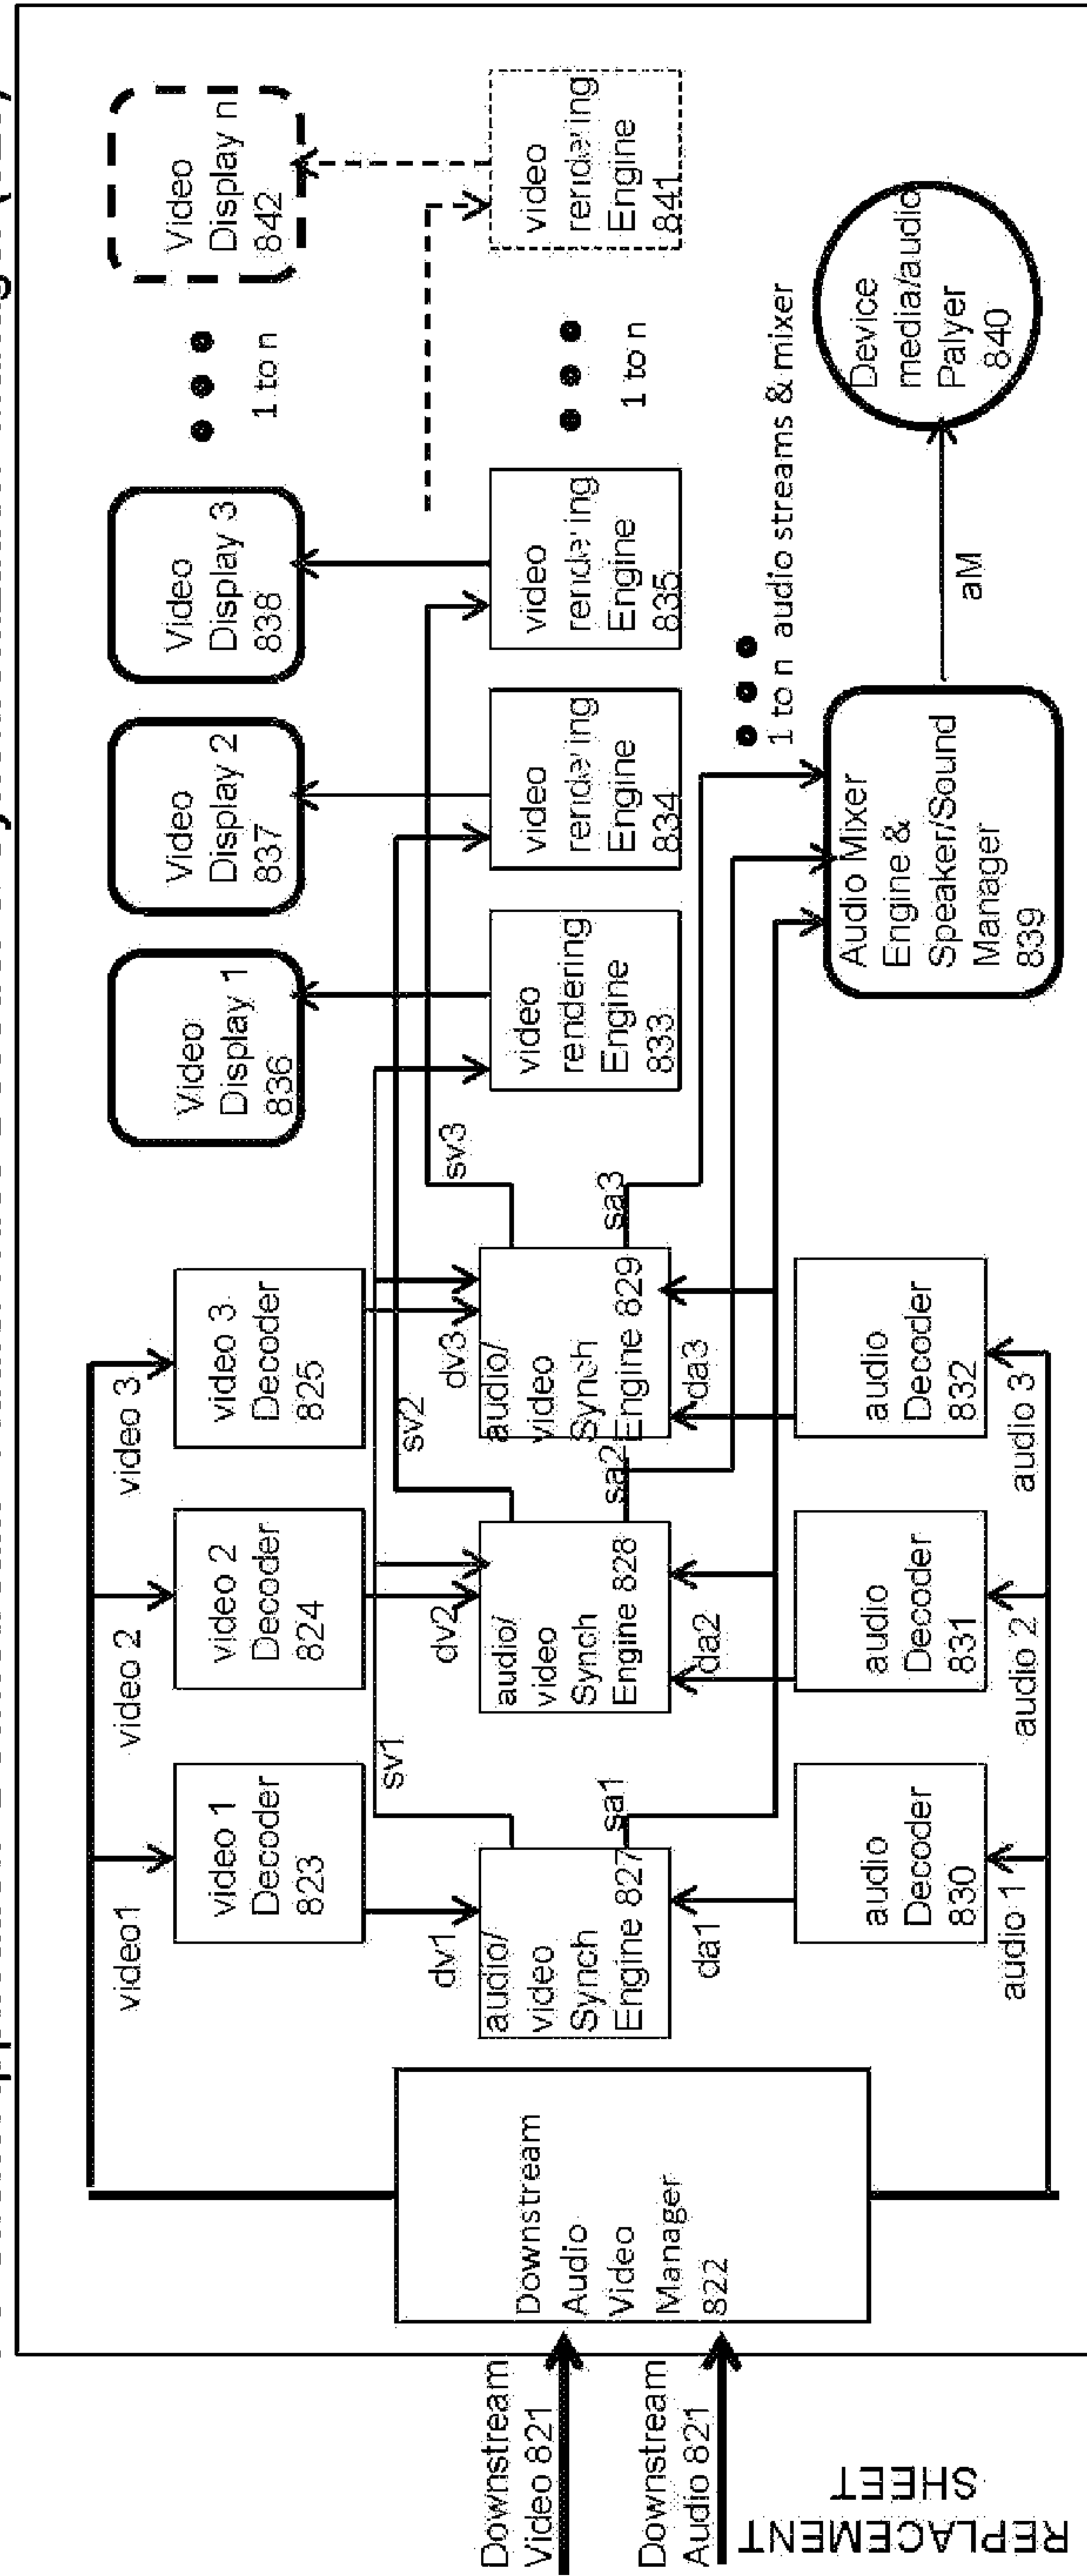 Downstream
Video 821
Downstream
Audio 821
REPLACEMENT
SHEET
Downstream
Audio
Video
Manager
822
video1
video 2
video 3
video 1
Decoder
823
video 2
Decoder
824
video 3
Decoder
825
dv1
sv1
dv2
sv2
dv3
sv3
audio/
video
Synch
Engine 827
audio/
video
Synch
Engine 828
audio/
video
Synch
Engine 829
da1
sa1
da2
sa2
da3
sa3
audio
Decoder
830
audio
Decoder
831
audio
Decoder
832
audio 1
audio 2
audio 3
Video
Display 1
836
Video
Display 2
837
Video
Display 3
838
1 to n
Video
Display n
842
video
rendering
Engine
833
video
rendering
Engine
834
video
rendering
Engine
835
1 to n
video
rendering
Engine
841
1 to n audio streams & mixer
Audio Mixer
Engine &
Speaker/Sound
Manager
839
aM
Device
media/audio
Palyer
840